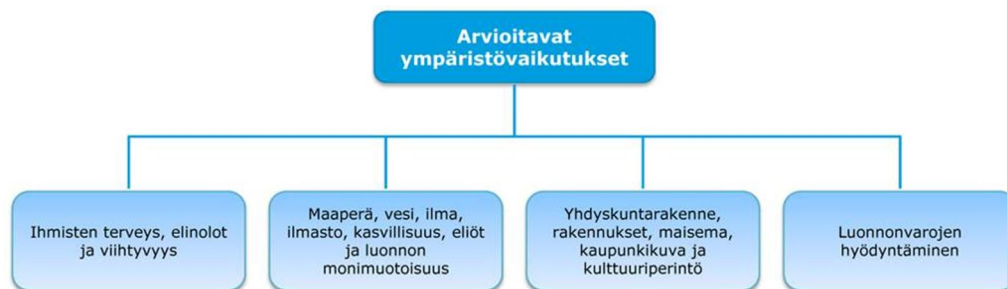 Arvioitavat
ympäristövaikutukset
Ihmisten terveys, elinolot
ja viihtyvyys
Maaperä, vesi, ilma,
ilmasto, kasvillisuus, eliöt
ja luonnon
monimuotoisuus
Yhdyskuntarakenne,
rakennukset, maisema,
kaupunkikuva ja
kulttuuriperintö
Luonnonvarojen
hyödyntäminen